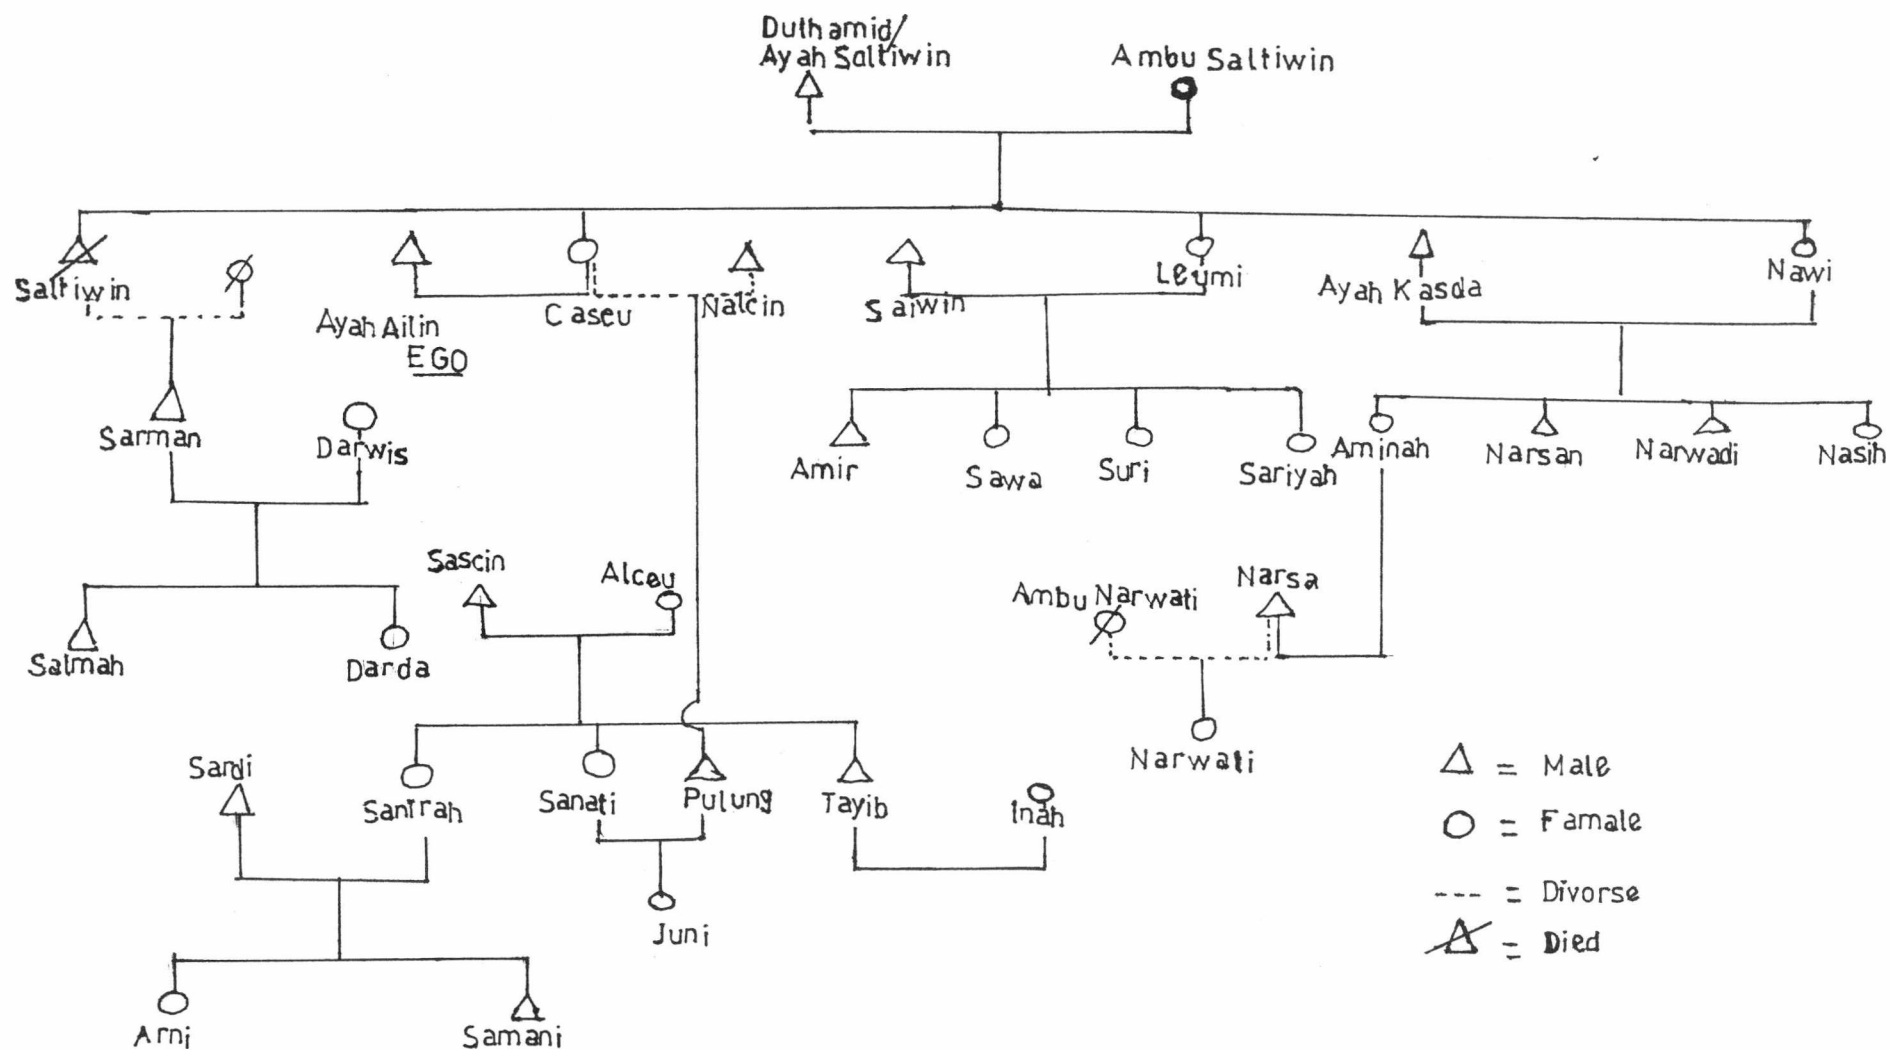 Duthamid/
Ayah Saltiwin
Ambu Saltiwin
Saltiwin
Ayah Ailin
EGO
Caseu
Nalcin
Saiwin
Leumi
Ayah Kasda
Nawi
Sarman
Darwis
Amir
Sawa
Suri
Sariyah
Aminah
Narsan
Narwadi
Nasih
Sascin
Alceu
Ambu Narwati
Narsa
Salmah
Darda
Narwati
Sardi
Santrah
Sanati
Pulung
Tayib
Inah
Juni
Arni
Samani
= Male
= Famale
---- = Divorse
= Died